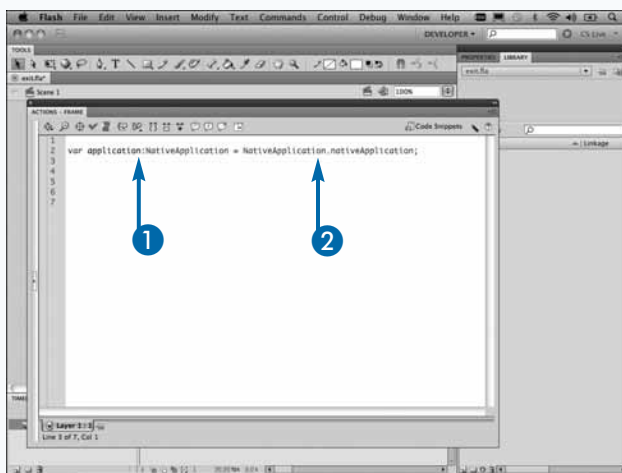 Flash File Edit View Insert Modify Text Commands Control Debug Window Help
DEVELOPER
CS Live
TOOLS
PROPERTIES LIBRARY
exit.fla*
exit.fla
Scene 1
100%
ACTIONS - FRAME
Code Snippets
Linkage
1
2 var application:NativeApplication = NativeApplication.nativeApplication;
3
4
5
6
7
1 2
Layer 1 : 1
Line 3 of 7, Col 1